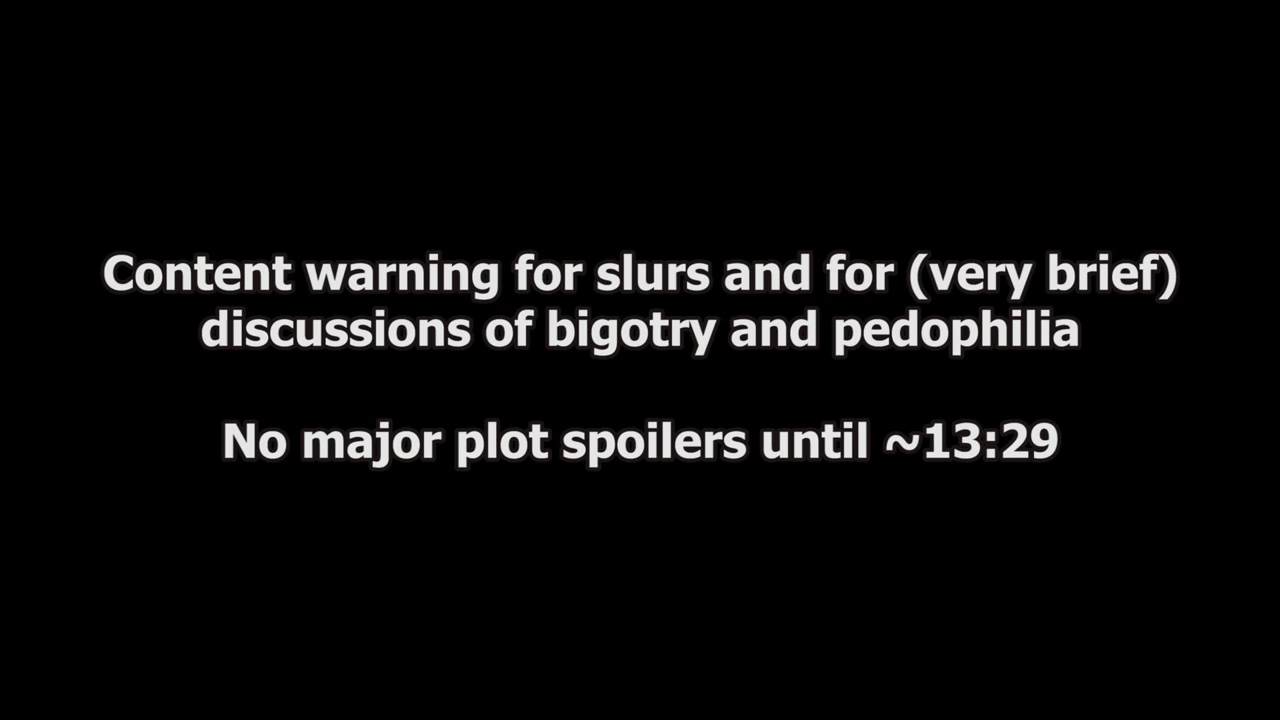 Content warning for slurs and for (very brief)
discussions of bigotry and pedophilia
No major plot spoilers until ~13:29